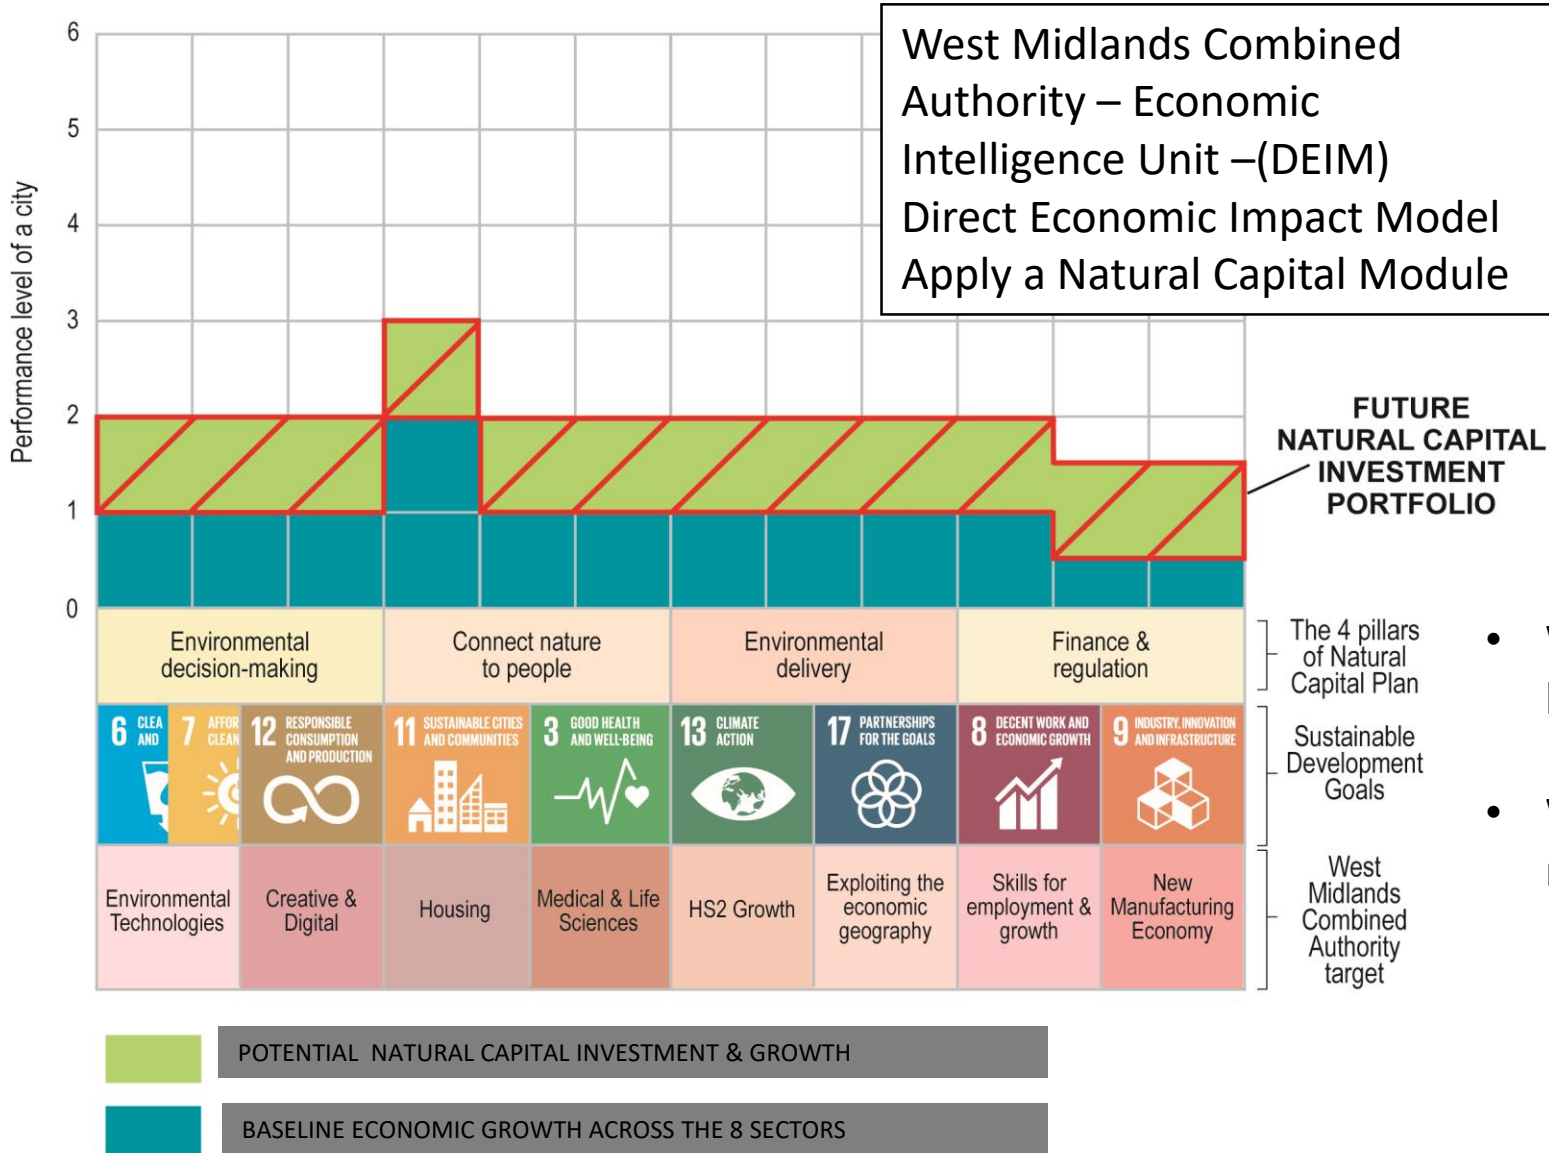 West Midlands Combined
Authority – Economic
Intelligence Unit –(DEIM)
Direct Economic Impact Model
Apply a Natural Capital Module
Performance level of a city
6
5
4
3
2
1
0
FUTURE
NATURAL CAPITAL
INVESTMENT
PORTFOLIO
Environmental
decision-making
Connect nature
to people
Environmental
delivery
Finance &
regulation
The 4 pillars
of Natural
Capital Plan
6 CLEA
AND
7 AFFOR
CLEAN
12 RESPONSIBLE
CONSUMPTION
AND PRODUCTION
11 SUSTAINABLE CITIES
AND COMMUNITIES
3 GOOD HEALTH
AND WELL-BEING
13 CLIMATE
ACTION
17 PARTNERSHIPS
FOR THE GOALS
8 DECENT WORK AND
ECONOMIC GROWTH
9 INDUSTRY, INNOVATION
AND INFRASTRUCTURE
Sustainable
Development
Goals
Environmental
Technologies
Creative &
Digital
Housing
Medical & Life
Sciences
HS2 Growth
Exploiting the
economic
geography
Skills for
employment &
growth
New
Manufacturing
Economy
West
Midlands
Combined
Authority
target
POTENTIAL NATURAL CAPITAL INVESTMENT & GROWTH
BASELINE ECONOMIC GROWTH ACROSS THE 8 SECTORS